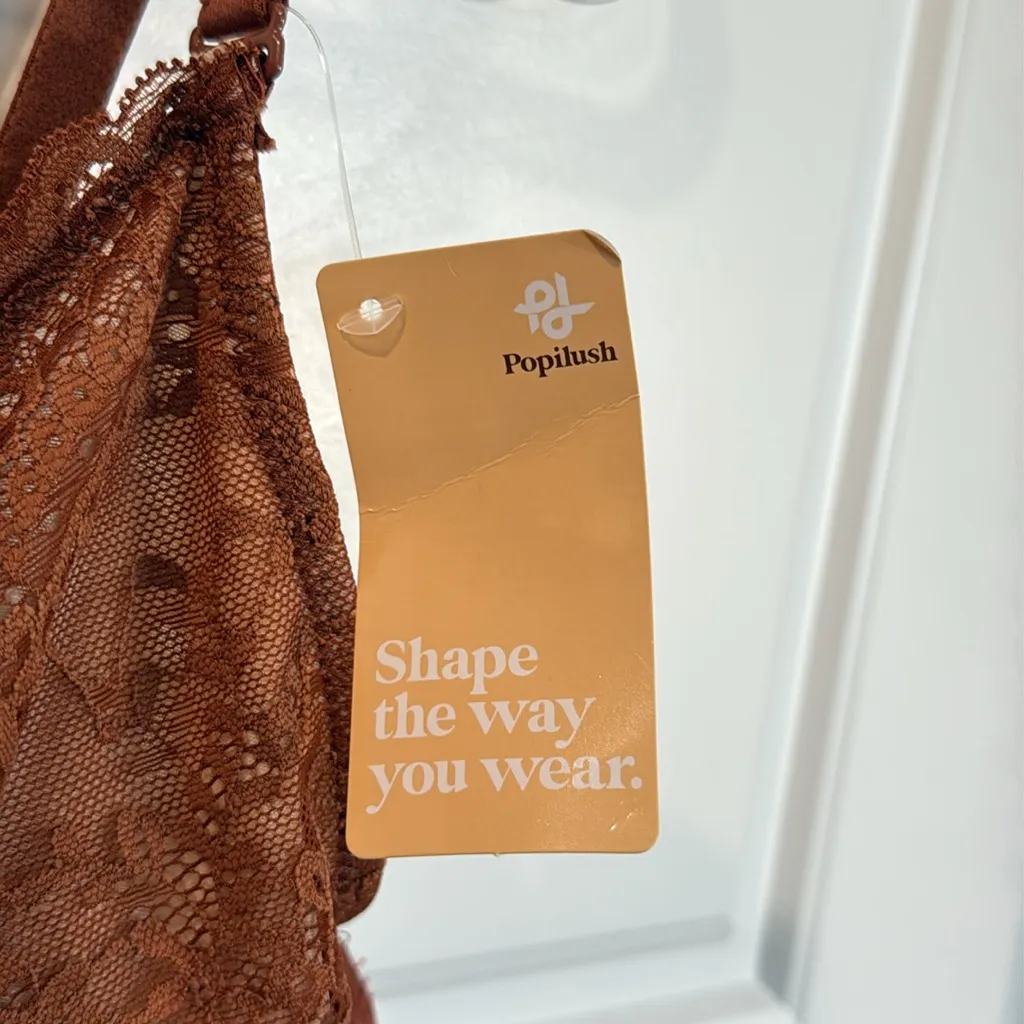 Popilush
Shape
the way
you wear.